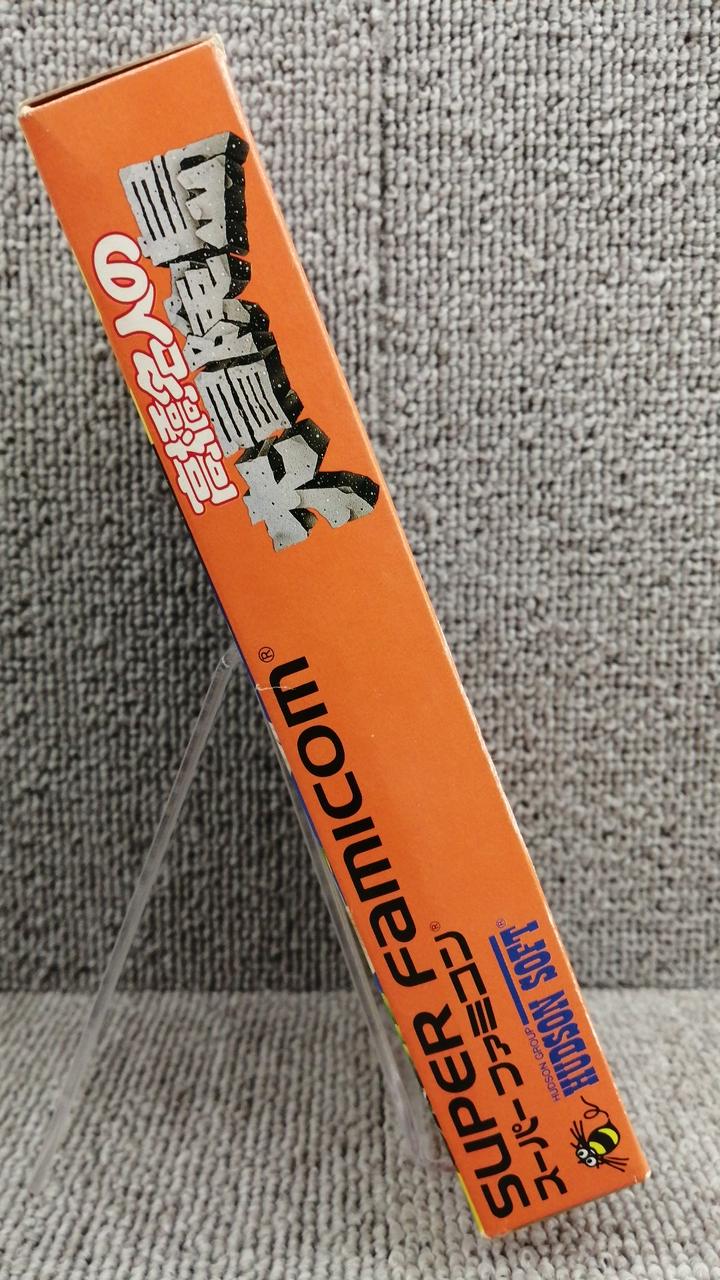 高橋名人の
大冒険島
SUPER Famicom®
スーパーファミコン®
HUDSON GROUP
HUDSON SOFT®